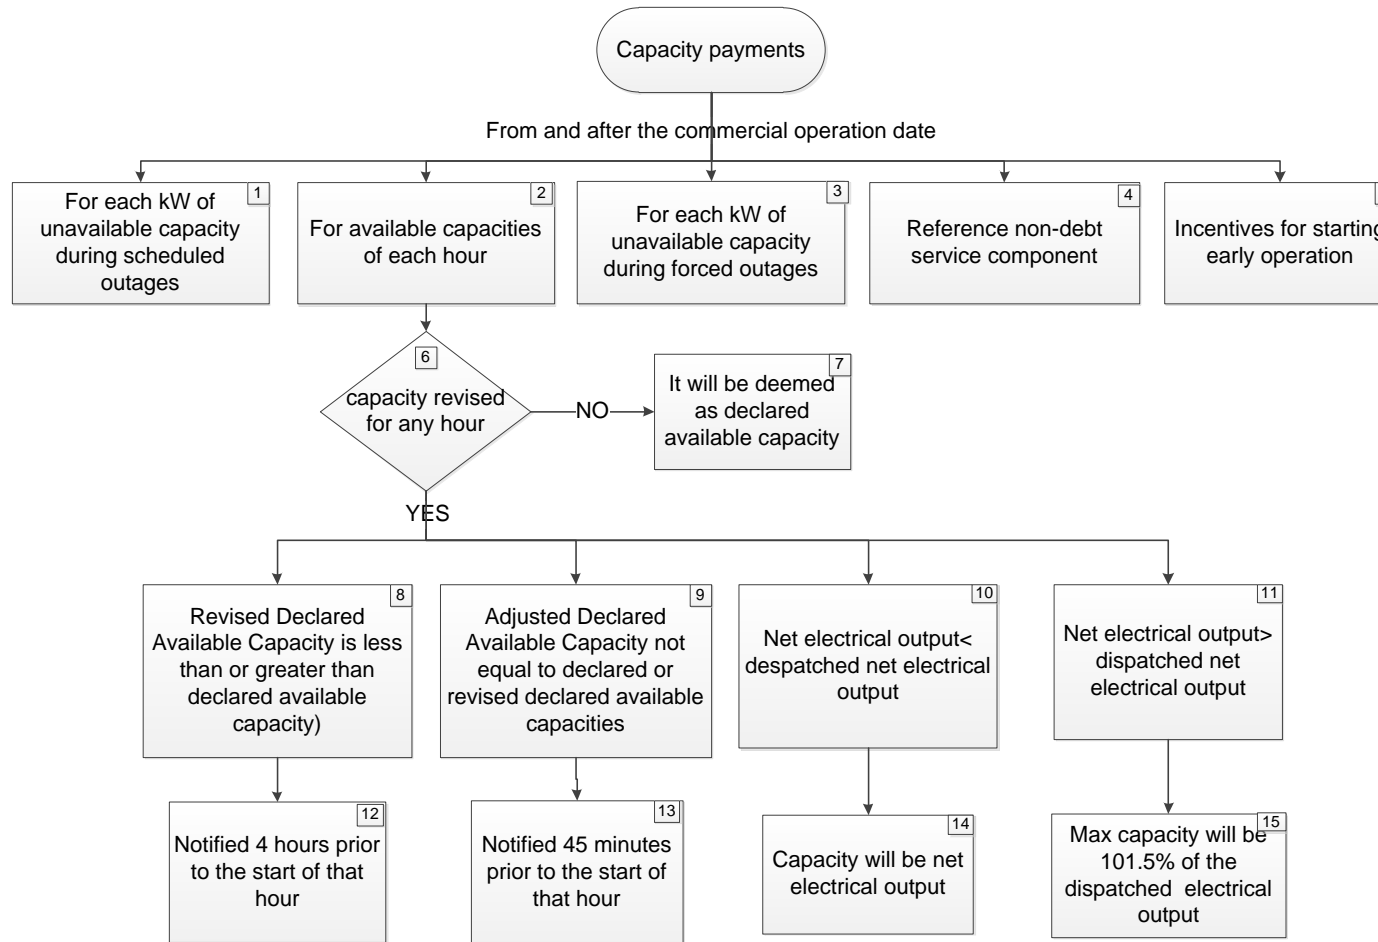 Capacity payments
From and after the commercial operation date
1
For each kW of
unavailable capacity
during scheduled
outages
2
For available capacities
of each hour
3
For each kW of
unavailable capacity
during forced outages
4
Reference non-debt
service component
Incentives for starting
early operation
6
capacity revised
for any hour
NO
7
It will be deemed
as declared
available capacity
YES
8
Revised Declared
Available Capacity is less
than or greater than
declared available
capacity)
9
Adjusted Declared
Available Capacity not
equal to declared or
revised declared available
capacities
10
Net electrical output<
despatched net electrical
output
11
Net electrical output>
dispatched net
electrical output
12
Notified 4 hours prior
to the start of that
hour
13
Notified 45 minutes
prior to the start of
that hour
14
Capacity will be net
electrical output
15
Max capacity will be
101.5% of the
dispatched electrical
output